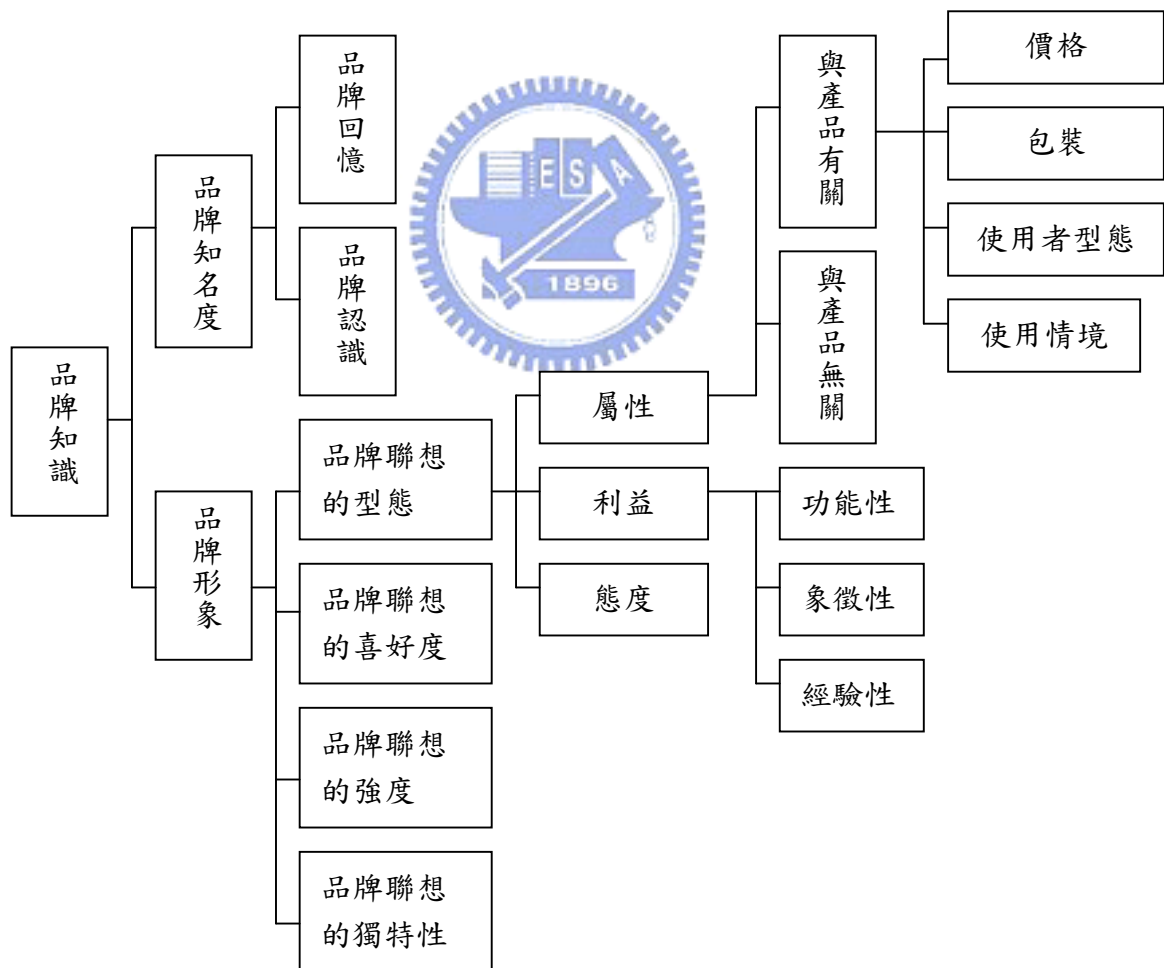 品牌知識
品牌知名度
品牌回憶
品牌認識
品牌形象
品牌聯想
的型態
屬性
與產品有關
價格
包裝
使用者型態
使用情境
與產品無關
利益
功能性
象徵性
經驗性
態度
品牌聯想
的喜好度
品牌聯想
的強度
品牌聯想
的獨特性
E S A
1896